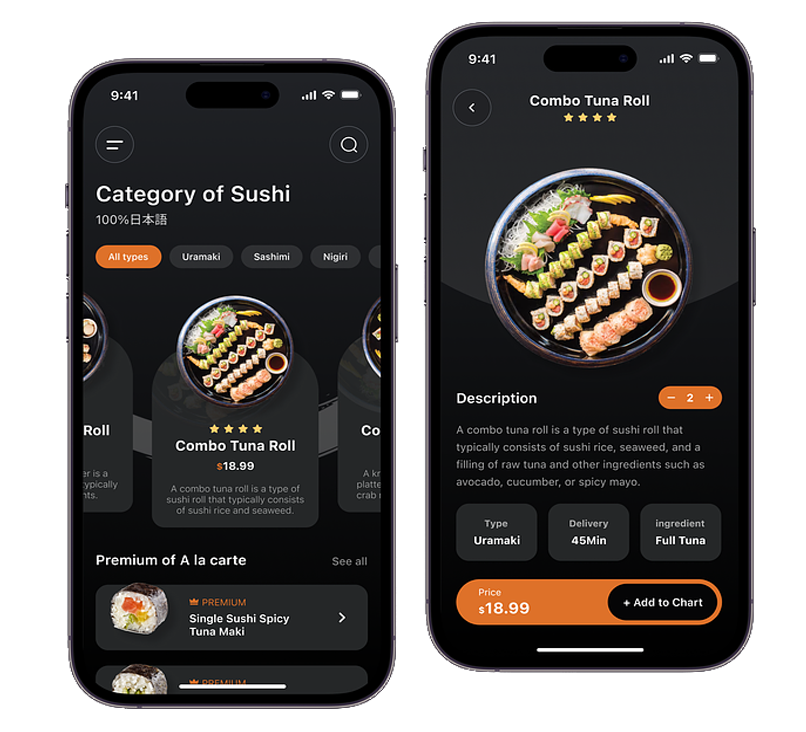 9:41
Category of Sushi
100%日本語
All types
Uramaki
Sashimi
Nigiri
Roll
er is a
typically
nts.
Combo Tuna Roll
$18.99
A combo tuna roll is a type of
sushi roll that typically consists
of sushi rice and seaweed.
Co
A kr
platte
crab r
Premium of A la carte
See all
PREMIUM
Single Sushi Spicy
Tuna Maki
PREMIUM
9:41
Combo Tuna Roll
Description
− 2 +
A combo tuna roll is a type of sushi roll that
typically consists of sushi rice, seaweed, and a
filling of raw tuna and other ingredients such as
avocado, cucumber, or spicy mayo.
Type
Uramaki
Delivery
45Min
ingredient
Full Tuna
Price
$18.99
+ Add to Chart